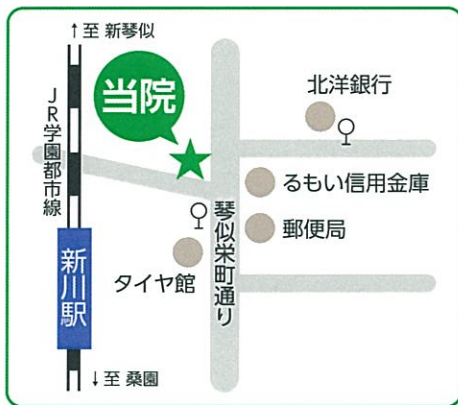 ↑至 新琴似
当院
北洋銀行
JR学園都市線
るもい信用金庫
郵便局
琴似栄町通り
新川駅
タイヤ館
↓至 桑園